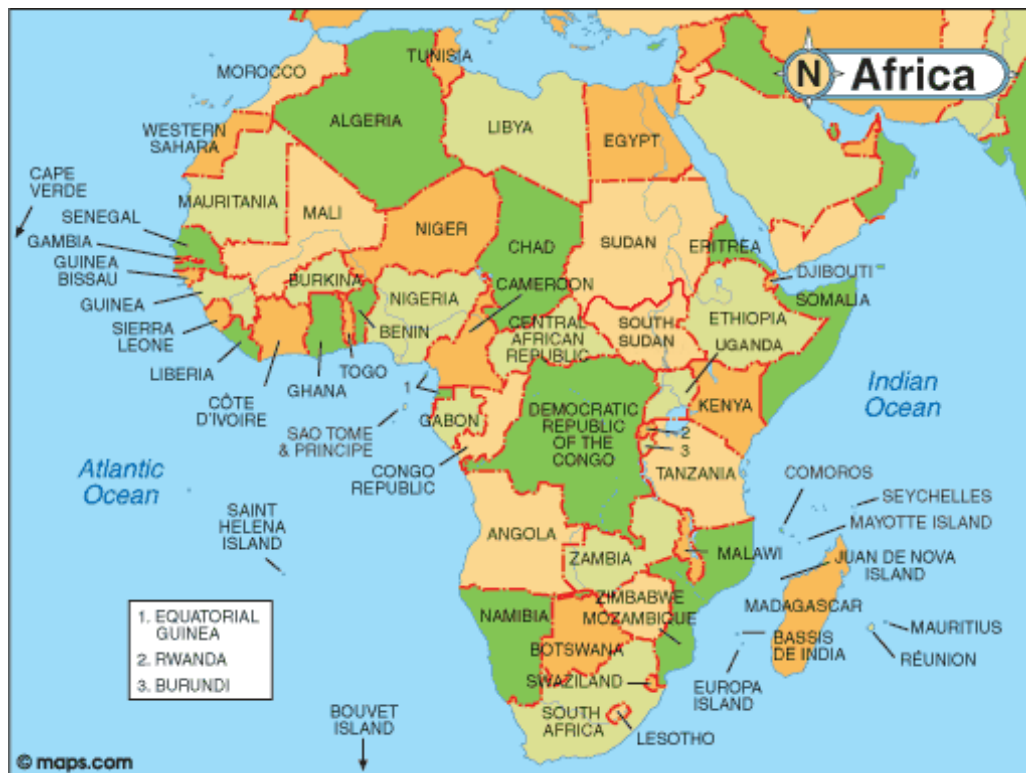 N Africa
MOROCCO
TUNISIA
ALGERIA
LIBYA
EGYPT
WESTERN
SAHARA
CAPE
VERDE
MAURITANIA
MALI
NIGER
CHAD
SUDAN
ERITREA
SENEGAL
GAMBIA
GUINEA
BISSAU
GUINEA
SIERRA
LEONE
LIBERIA
CÔTE
D'IVOIRE
BURKINA
GHANA
TOGO
BENIN
NIGERIA
CAMEROON
CENTRAL
AFRICAN
REPUBLIC
SOUTH
SUDAN
DJIBOUTI
SOMALIA
ETHIOPIA
UGANDA
KENYA
Indian
Ocean
1
SAO TOME
& PRINCIPE
GABON
CONGO
REPUBLIC
DEMOCRATIC
REPUBLIC
OF THE
CONGO
2
3
TANZANIA
Atlantic
Ocean
SAINT
HELENA
ISLAND
ANGOLA
ZAMBIA
MALAWI
COMOROS
SEYCHELLES
MAYOTTE ISLAND
JUAN DE NOVA
ISLAND
MADAGASCAR
NAMIBIA
ZIMBABWE
MOZAMBIQUE
BOTSWANA
BASSIS
DE INDIA
MAURITIUS
RÉUNION
EUROPA
ISLAND
SWAZILAND
SOUTH
AFRICA
LESOTHO
BOUVET
ISLAND
1. EQUATORIAL
GUINEA
2. RWANDA
3. BURUNDI
© maps.com